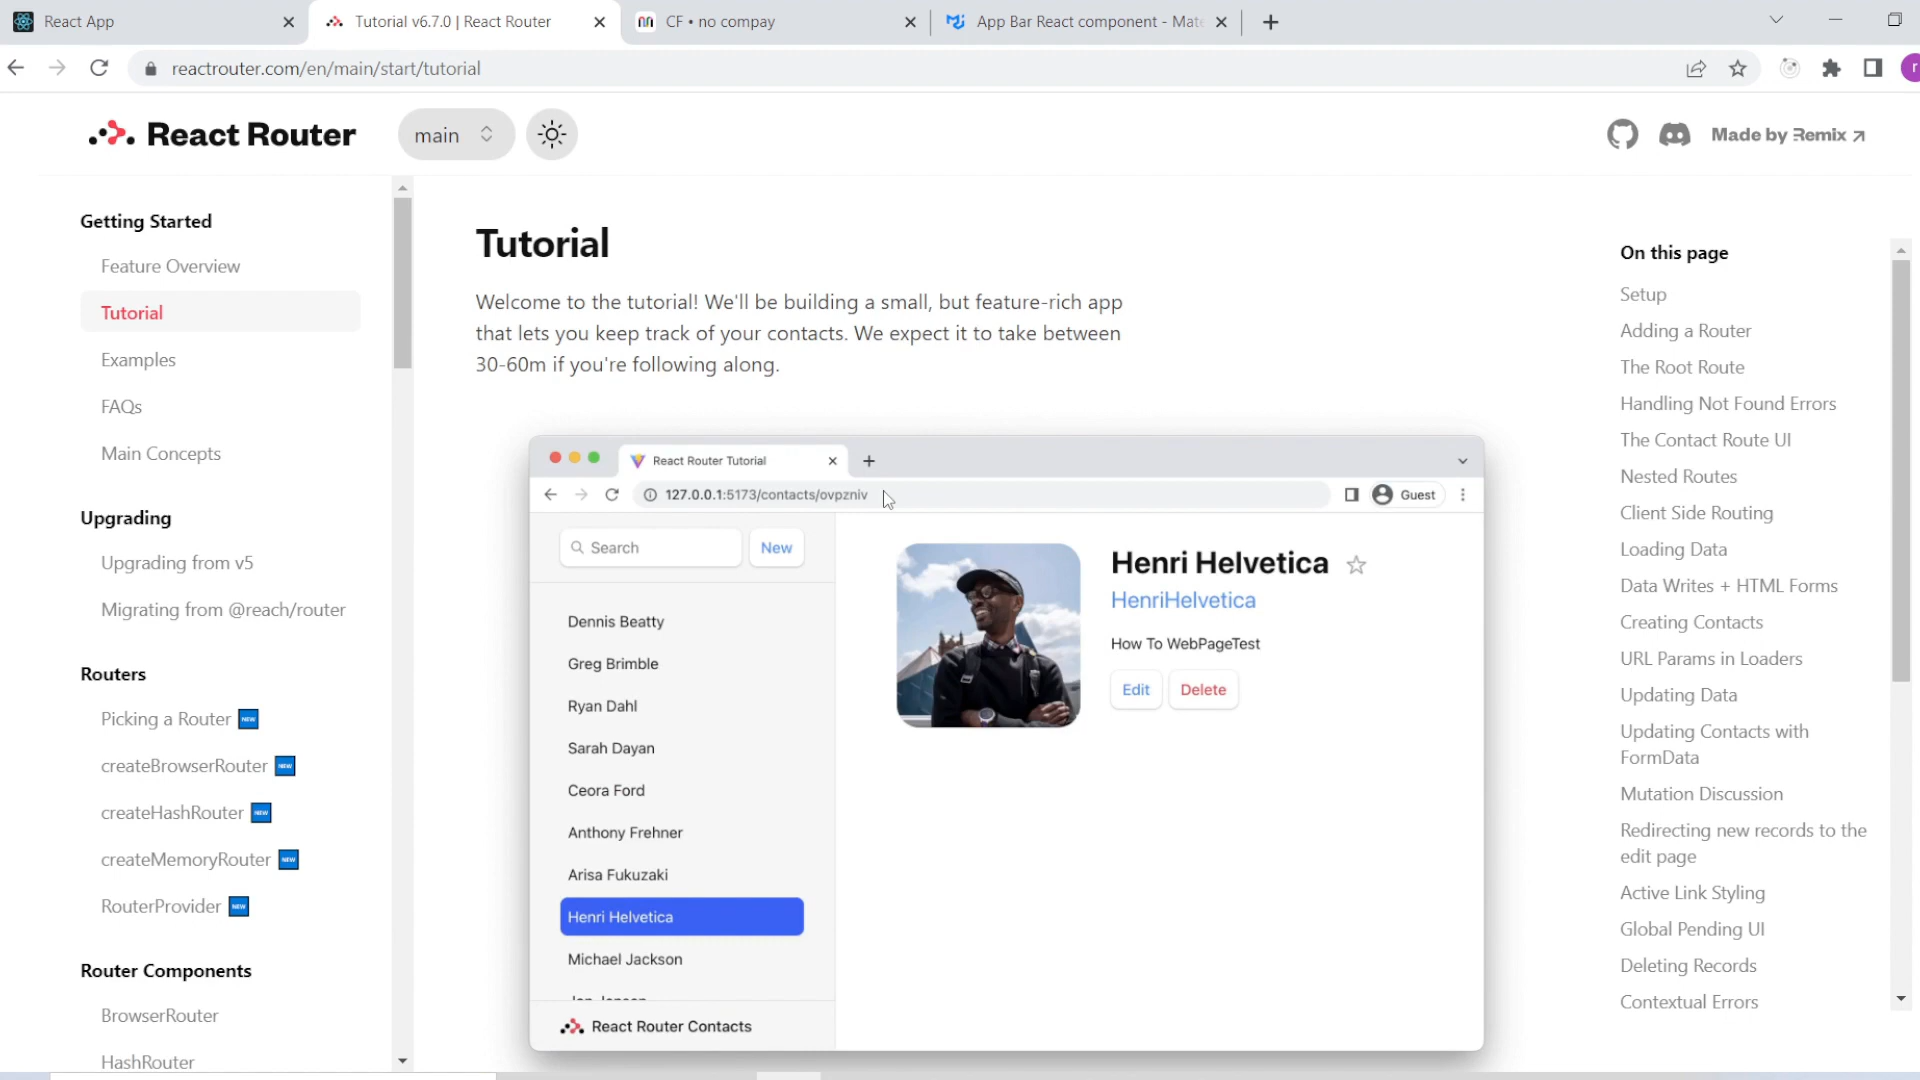 React App
Tutorial v6.7.0 | React Router
CF • no compay
App Bar React component - Mate
reactrouter.com/en/main/start/tutorial
r
React Router
main
Made by Remix
Getting Started
Feature Overview
Tutorial
Examples
FAQs
Main Concepts
Upgrading
Upgrading from v5
Migrating from @reach/router
Routers
Picking a Router NEW
createBrowserRouter NEW
createHashRouter NEW
createMemoryRouter NEW
RouterProvider NEW
Router Components
BrowserRouter
HashRouter
Tutorial
Welcome to the tutorial! We'll be building a small, but feature-rich app
that lets you keep track of your contacts. We expect it to take between
30-60m if you're following along.
React Router Tutorial
127.0.0.1:5173/contacts/ovpzniv
Guest
Search
New
Dennis Beatty
Greg Brimble
Ryan Dahl
Sarah Dayan
Ceora Ford
Anthony Frehner
Arisa Fukuzaki
Henri Helvetica
Michael Jackson
React Router Contacts
Henri Helvetica
HenriHelvetica
How To WebPageTest
Edit
Delete
On this page
Setup
Adding a Router
The Root Route
Handling Not Found Errors
The Contact Route UI
Nested Routes
Client Side Routing
Loading Data
Data Writes + HTML Forms
Creating Contacts
URL Params in Loaders
Updating Data
Updating Contacts with
FormData
Mutation Discussion
Redirecting new records to the
edit page
Active Link Styling
Global Pending UI
Deleting Records
Contextual Errors